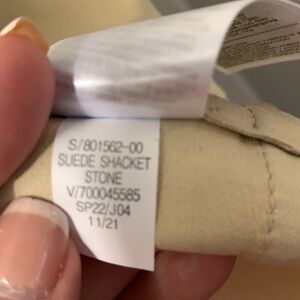 S/801562-00
SUEDE SHACKET
STONE
V/700045585
SP22/J04
11/21